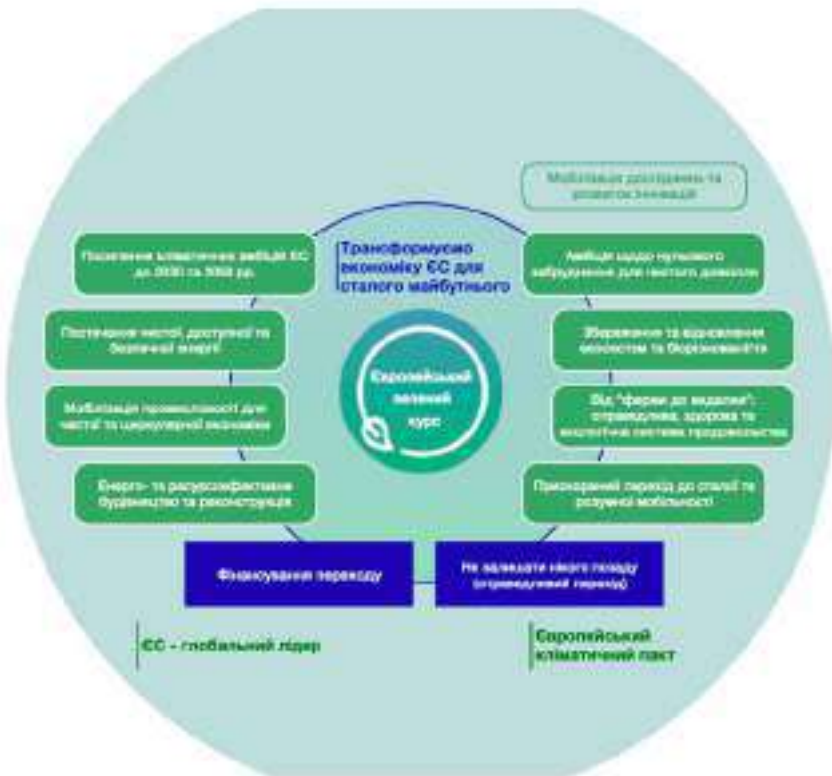 Мобілізація досліджень та
розвиток інновацій
Трансформуємо
економіку ЄС для
сталого майбутнього
Посилення кліматичних амбіцій ЄС
до 2030 та 2050 рр.
Амбіція щодо нульового
забруднення для чистого довкілля
Постачання чистої, доступної та
безпечної енергії
Збереження та відновлення
екосистем та біорізноманіття
Європейський
зелений
курс
Мобілізація промисловості для
чистої та циркулярної економіки
Від "ферми до виделки":
справедлива, здорова та
екологічна система продовольства
Енерго- та ресурсоефективне
будівництво та реконструкція
Прискорений перехід до сталої та
розумної мобільності
Фінансування переходу
Не залишати нікого позаду
(справедливий перехід)
ЄС - глобальний лідер
Європейський
кліматичний пакт